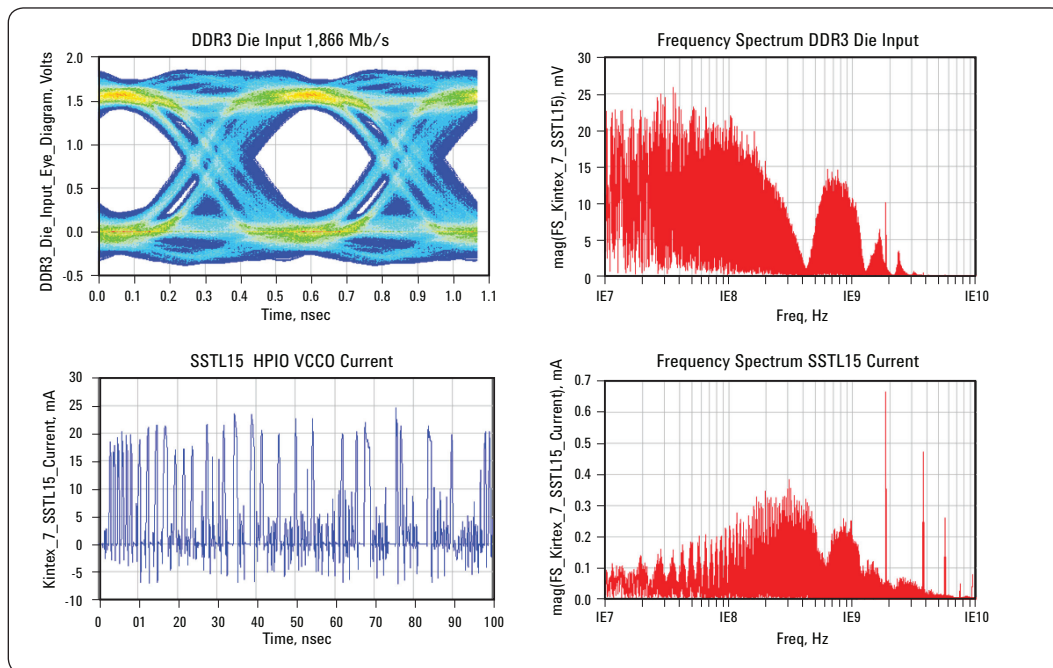 DDR3 Die Input 1,866 Mb/s
DDR3_Die_Input_Eye_Diagram, Volts
2.0
1.5
1.0
0.5
0.0
-0.5
0.0 0.1 0.2 0.3 0.4 0.5 0.6 0.7 0.8 0.9 1.0 1.1
Time, nsec
Frequency Spectrum DDR3 Die Input
mag(FS_Kintex_7_SSTL15), mV
30
25
20
15
10
5
0
IE7 IE8 IE9 IE10
Freq, Hz
SSTL15 HPIO VCCO Current
Kintex_7_SSTL15_Current, mA
30
25
20
15
10
5
0
-5
-10
0 10 20 30 40 50 60 70 80 90 100
Time, nsec
Frequency Spectrum SSTL15 Current
mag(FS_Kirtex_7_SSTL15_Current), mA
0.7
0.6
0.5
0.4
0.3
0.2
0.1
0.0
IE7 IE8 IE9 IE10
Freq, Hz